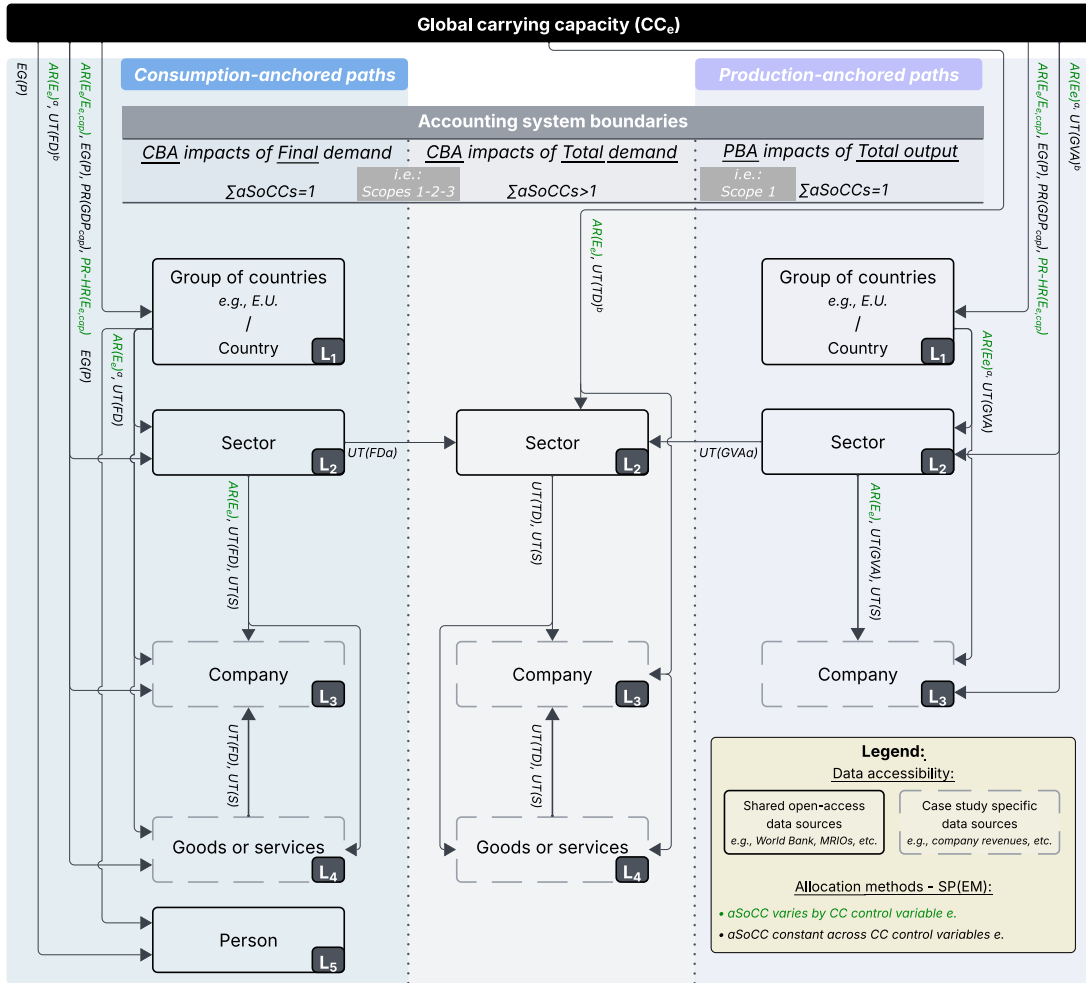 Global carrying capacity (CCe)
EG(P)
AR(Ee)a, UT(FD)b
AR(Ee/Ee,cap), EG(P), PR(GDPcap), PR-HR(Ee,cap)
Consumption-anchored paths
Production-anchored paths
AR(Ee/Ee,cap), EG(P), PR(GDPcap), PR-HR(Ee,cap)
AR(Ee)a, UT(GVA)b
Accounting system boundaries
CBA impacts of Final demand
CBA impacts of Total demand
PBA impacts of Total output
∑aSoCCs=1
i.e.:
Scopes 1-2-3
∑aSoCCs>1
i.e.:
Scope 1
∑aSoCCs=1
AR(Ee), UT(TD)b
Group of countries
e.g., E.U.
/
Country
L1
Group of countries
e.g., E.U.
/
Country
L1
EG(P)
AR(Ee)a, UT(FD)
AR(Ee)a, UT(GVA)
Sector
L2
UT(FDa)
Sector
L2
UT(GVAa)
Sector
L2
AR(Ee), UT(FD), UT(S)
UT(TD), UT(S)
AR(Ee), UT(GVA), UT(S)
Company
L3
Company
L3
Company
L3
UT(FD), UT(S)
UT(TD), UT(S)
Goods or services
L4
Goods or services
L4
Person
L5
Legend:
Data accessibility:
Shared open-access
data sources
e.g., World Bank, MRIOs, etc.
Case study specific
data sources
e.g., company revenues, etc.
Allocation methods - SP(EM):
• aSoCC varies by CC control variable e.
• aSoCC constant across CC control variables e.